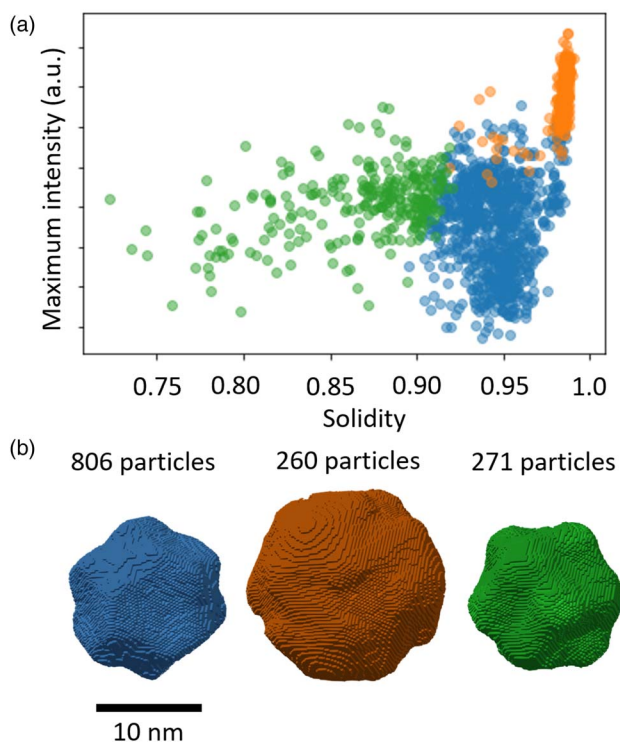 (a)
Maximum intensity (a.u.)
0.75 0.80 0.85 0.90 0.95 1.0
Solidity
(b)
806 particles 260 particles 271 particles
10 nm